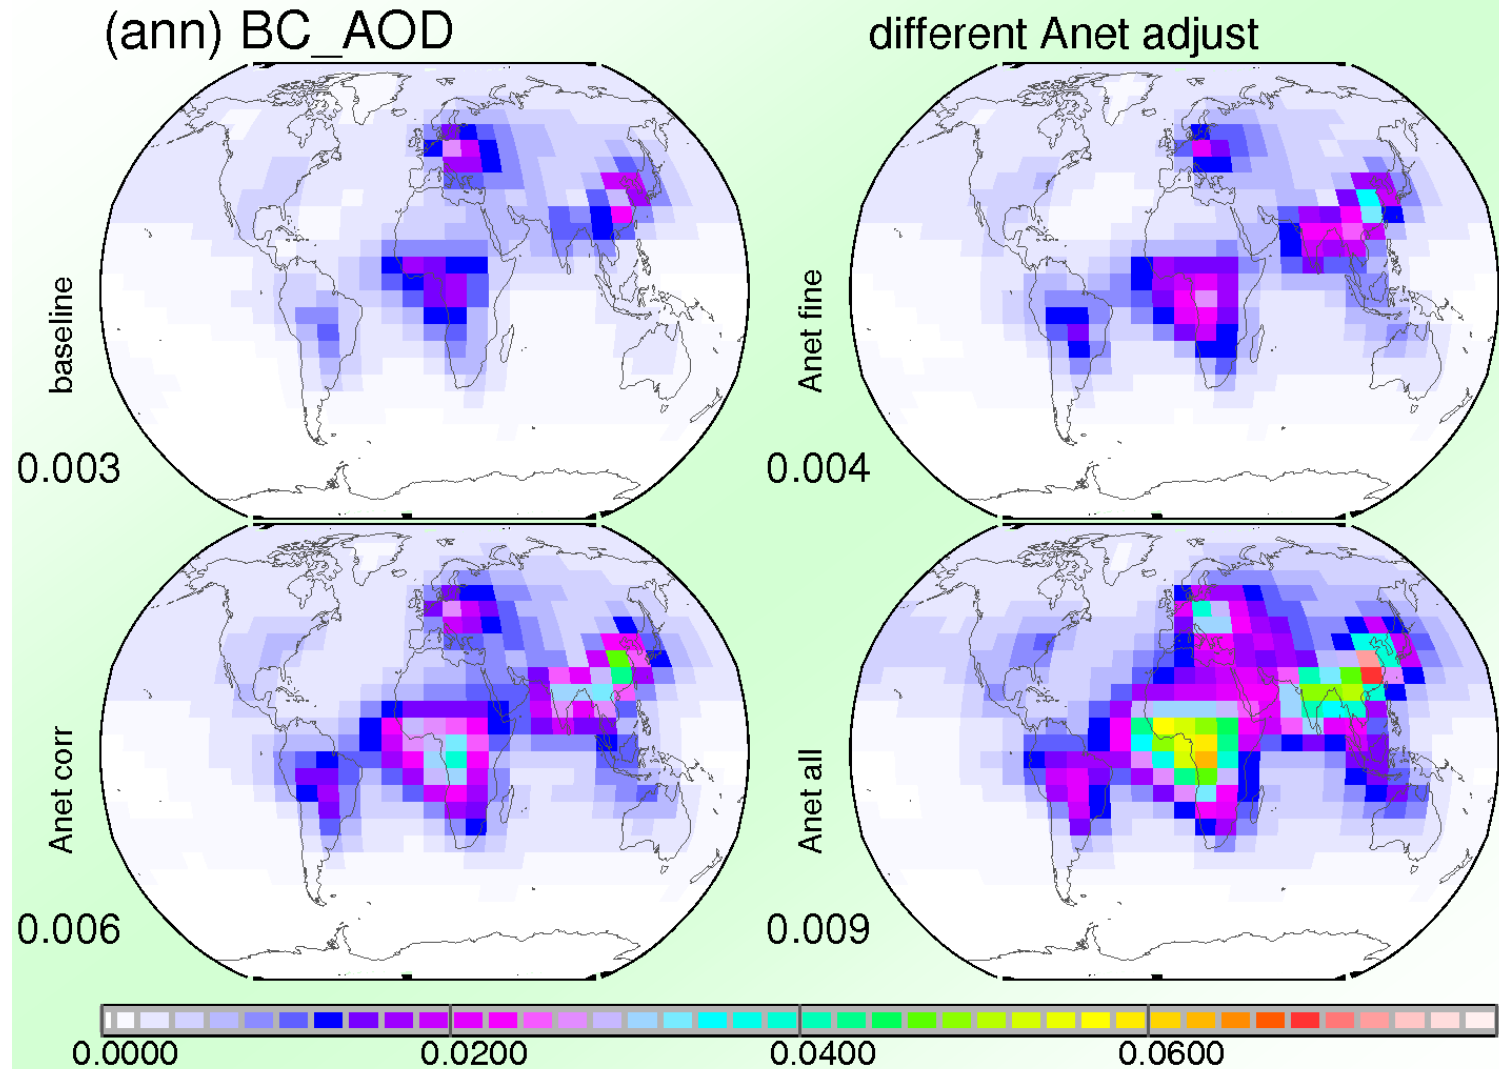 (ann) BC_AOD
different Anet adjust
baseline
0.003
Anet fine
0.004
Anet corr
0.006
Anet all
0.009
0.0000 0.0200 0.0400 0.0600